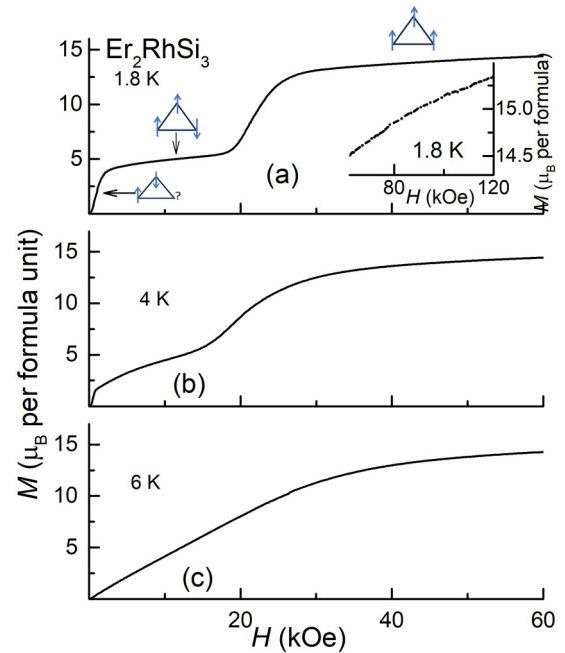 (a)
Er₂RhSi₃
1.8 K
15
10
5
0
?
1.8 K
15.0
14.5
80
120
H (kOe)
M (μB per formula)
(b)
4 K
15
10
5
(c)
6 K
15
10
5
20
40
60
H (kOe)
M (μB per formula unit)